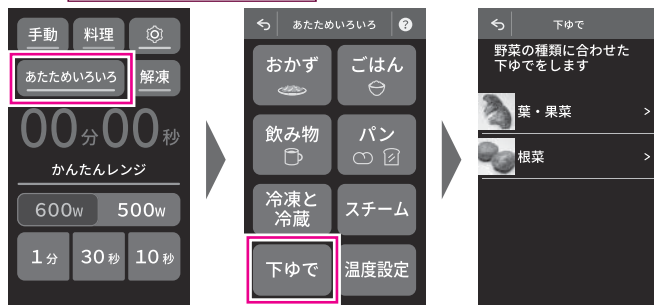 手動 料理
あたためいろいろ 解凍
00分00秒
かんたんレンジ
600W 500W
1分 30秒 10秒
あたためいろいろ ?
おかず ごはん
飲み物 パン
冷凍と
冷蔵
スチーム
下ゆで 温度設定
下ゆで
野菜の種類に合わせた
下ゆでをします
葉・果菜 >
根菜 >